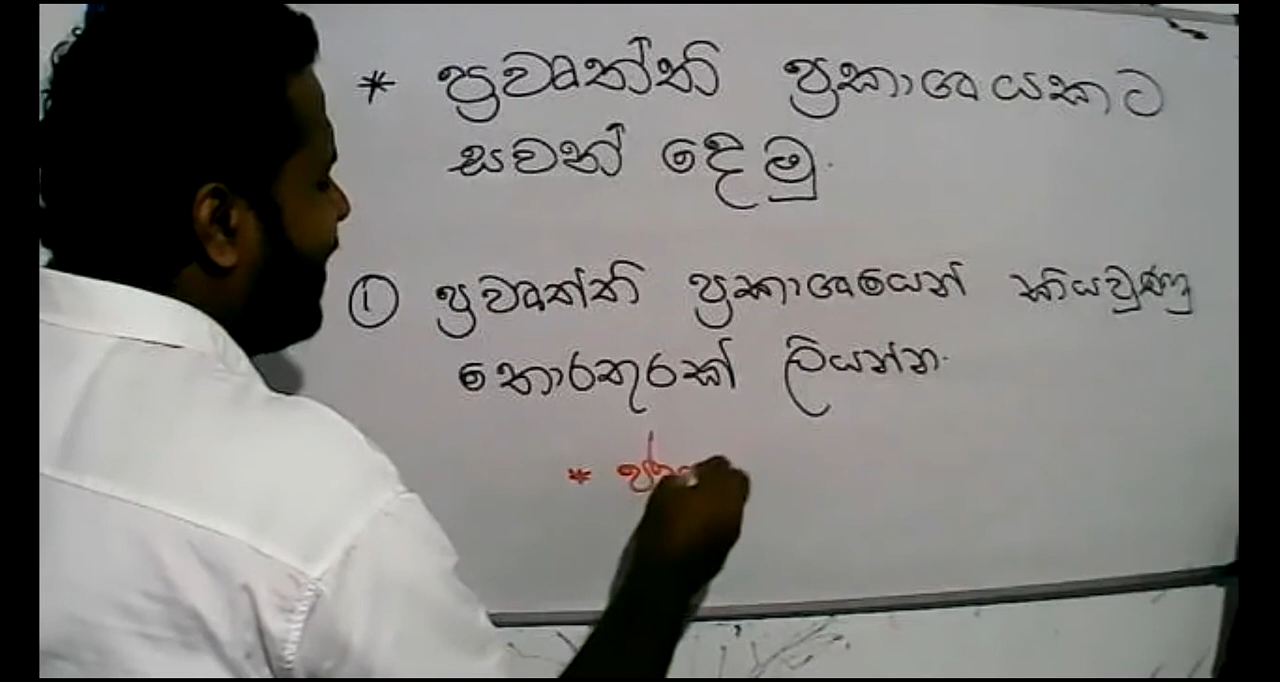 * ප්‍රවෘත්ති ප්‍රකාශයකට
සවන් දෙමු.
① ප්‍රවෘත්ති ප්‍රකාශයෙන් කියවුණු
තොරතුරක් ලියන්න.
*